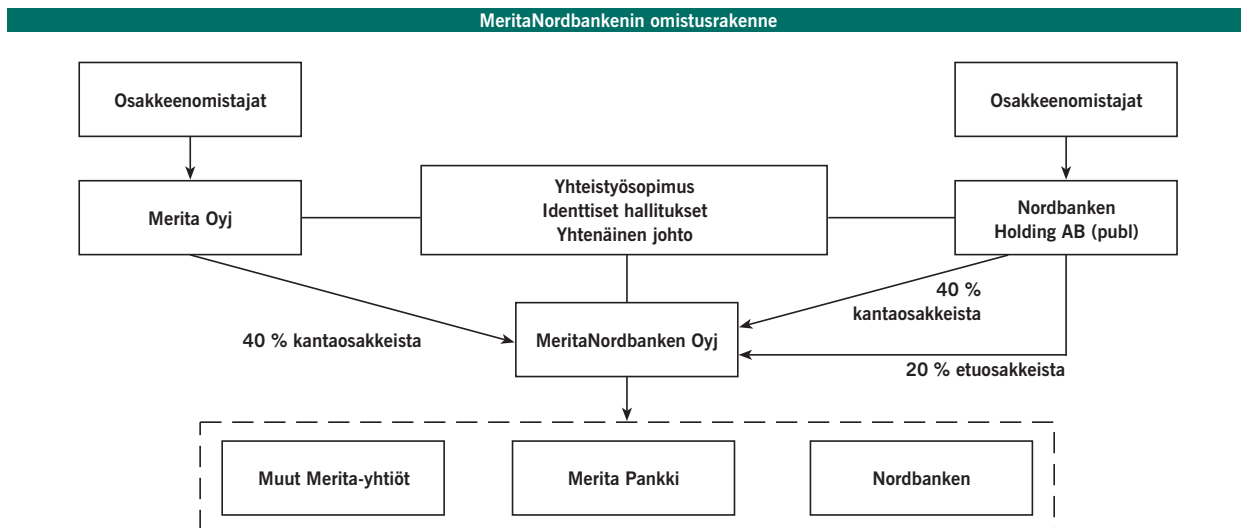 MeritaNordbankenin omistusrakenne
Osakkeenomistajat
Osakkeenomistajat
Merita Oyj
Yhteistyösopimus
Identtiset hallitukset
Yhtenäinen johto
Nordbanken
Holding AB (publ)
40 % kantaosakkeista
MeritaNordbanken Oyj
40 %
kantaosakkeista
20 % etuosakkeista
Muut Merita-yhtiöt
Merita Pankki
Nordbanken